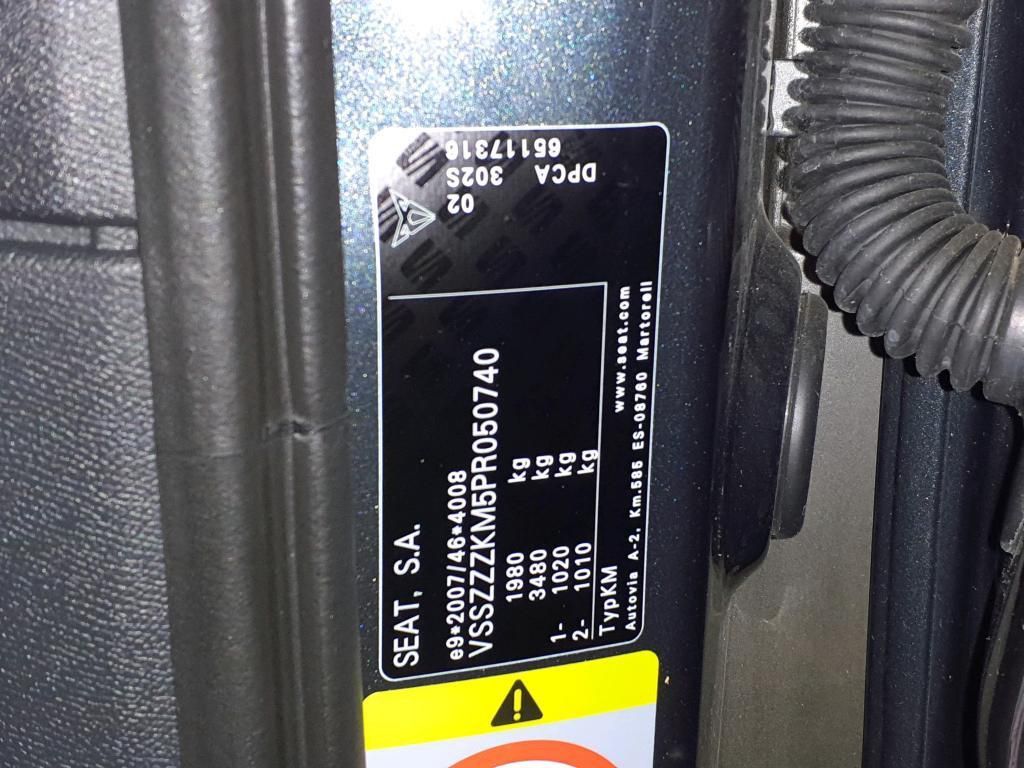 SEAT, S.A.
e9*2007/46*4008
VSSZZZKM5PR050740
1980 kg
3480 kg
1- 1020 kg
2- 1010 kg
TypKM
www.seat.com
Autovia A-2, Km.585 ES-08760 Martorell
02
302S
DPCA
65117316